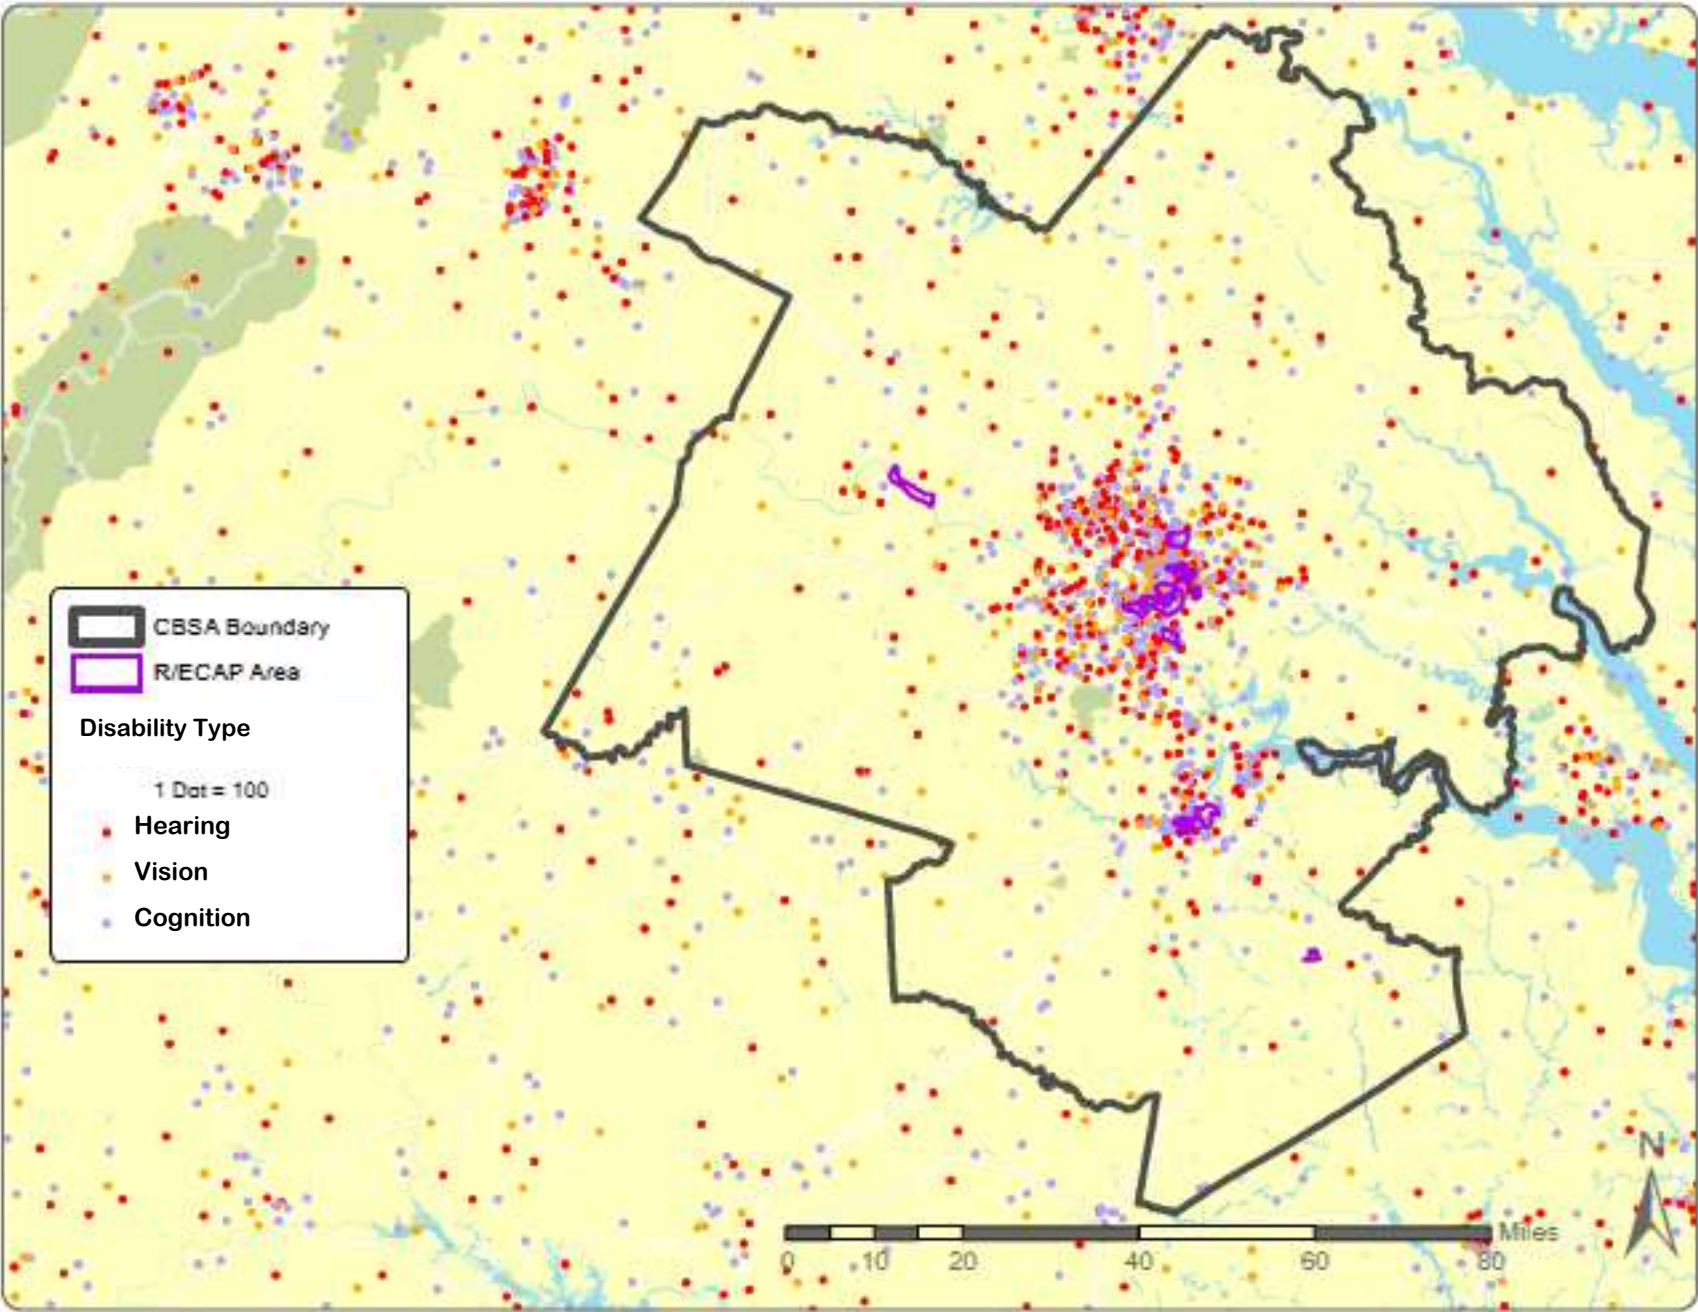 CBSA Boundary
R/ECAP Area
Disability Type
1 Dot = 100
Hearing
Vision
Cognition
N
Miles
0 10 20 40 60 80